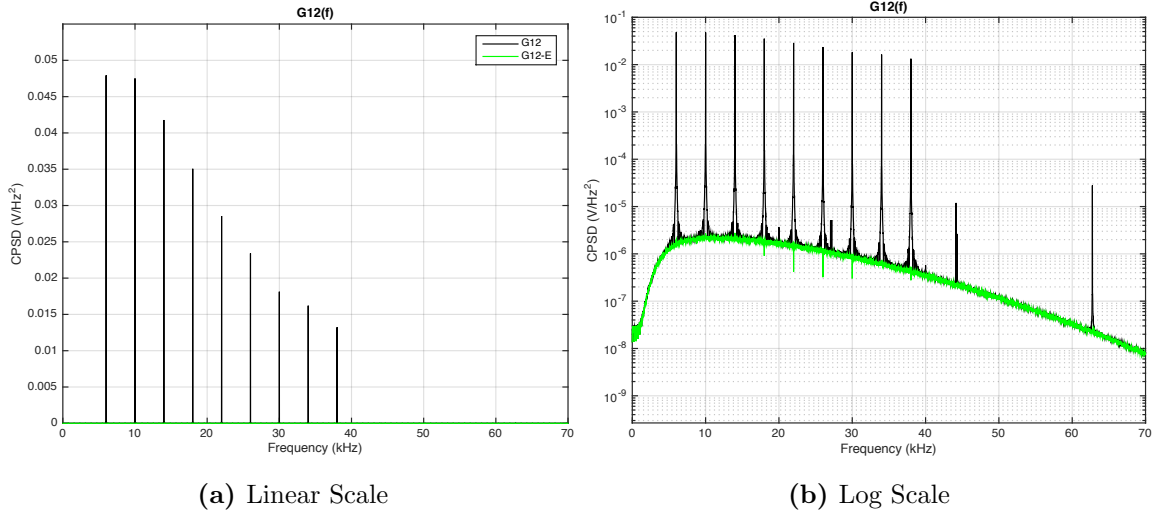 G12(f)
G12
G12-E
0.05
0.045
0.04
0.035
0.03
0.025
0.02
0.015
0.01
0.005
0
CPSD (V/Hz²)
0 10 20 30 40 50 60 70
Frequency (kHz)
(a) Linear Scale
G12(f)
10⁻¹
10⁻²
10⁻³
10⁻⁴
10⁻⁵
10⁻⁶
10⁻⁷
10⁻⁸
10⁻⁹
CPSD (V/Hz²)
0 10 20 30 40 50 60 70
Frequency (kHz)
(b) Log Scale